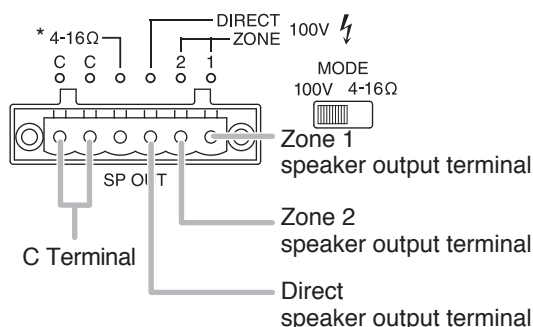 DIRECT
ZONE
100V
* 4-16Ω
C C 2 1
MODE
100V 4-16Ω
SP OUT
Zone 1
speaker output terminal
Zone 2
speaker output terminal
C Terminal
Direct
speaker output terminal